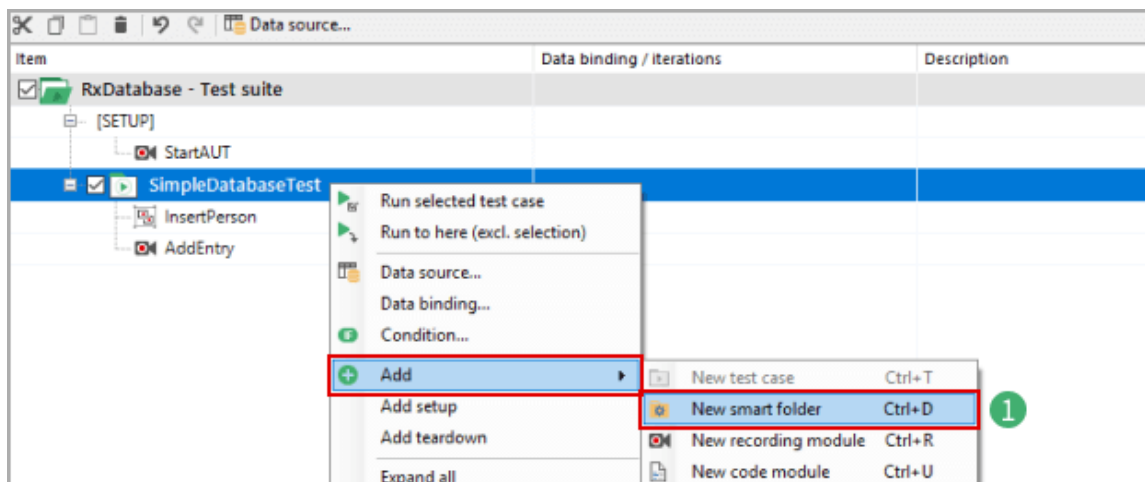 Data source...
Item Data binding / iterations Description
RxDatabase - Test suite
[SETUP]
StartAUT
SimpleDatabaseTest
InsertPerson
AddEntry
Run selected test case
Run to here (excl. selection)
Data source...
Data binding...
Condition...
Add
Add setup
Add teardown
Expand all
New test case Ctrl+T
New smart folder Ctrl+D
1
New recording module Ctrl+R
New code module Ctrl+U